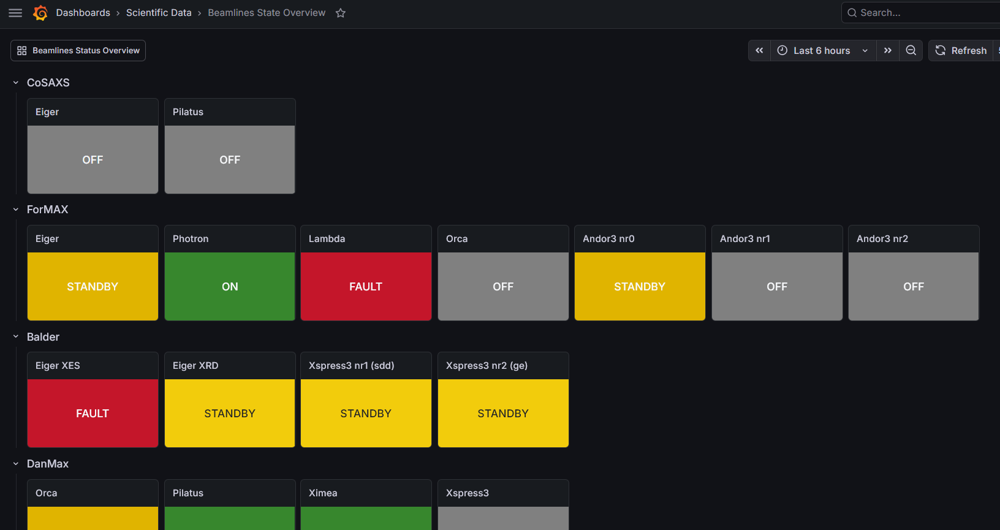 Dashboards › Scientific Data › Beamlines State Overview
Search...
Beamlines Status Overview
Last 6 hours
Refresh
CoSAXS
Eiger
Pilatus
OFF
OFF
ForMAX
Eiger
Photron
Lambda
Orca
Andor3 nr0
Andor3 nr1
Andor3 nr2
STANDBY
ON
FAULT
OFF
STANDBY
OFF
OFF
Balder
Eiger XES
Eiger XRD
Xspress3 nr1 (sdd)
Xspress3 nr2 (ge)
FAULT
STANDBY
STANDBY
STANDBY
DanMax
Orca
Pilatus
Ximea
Xspress3